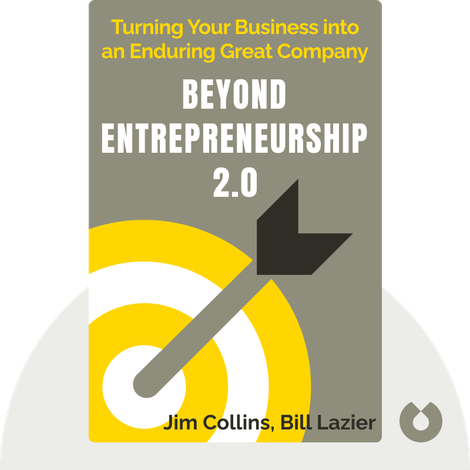 Turning Your Business into
an Enduring Great Company
BEYOND
ENTREPRENEURSHIP
2.0
Jim Collins, Bill Lazier